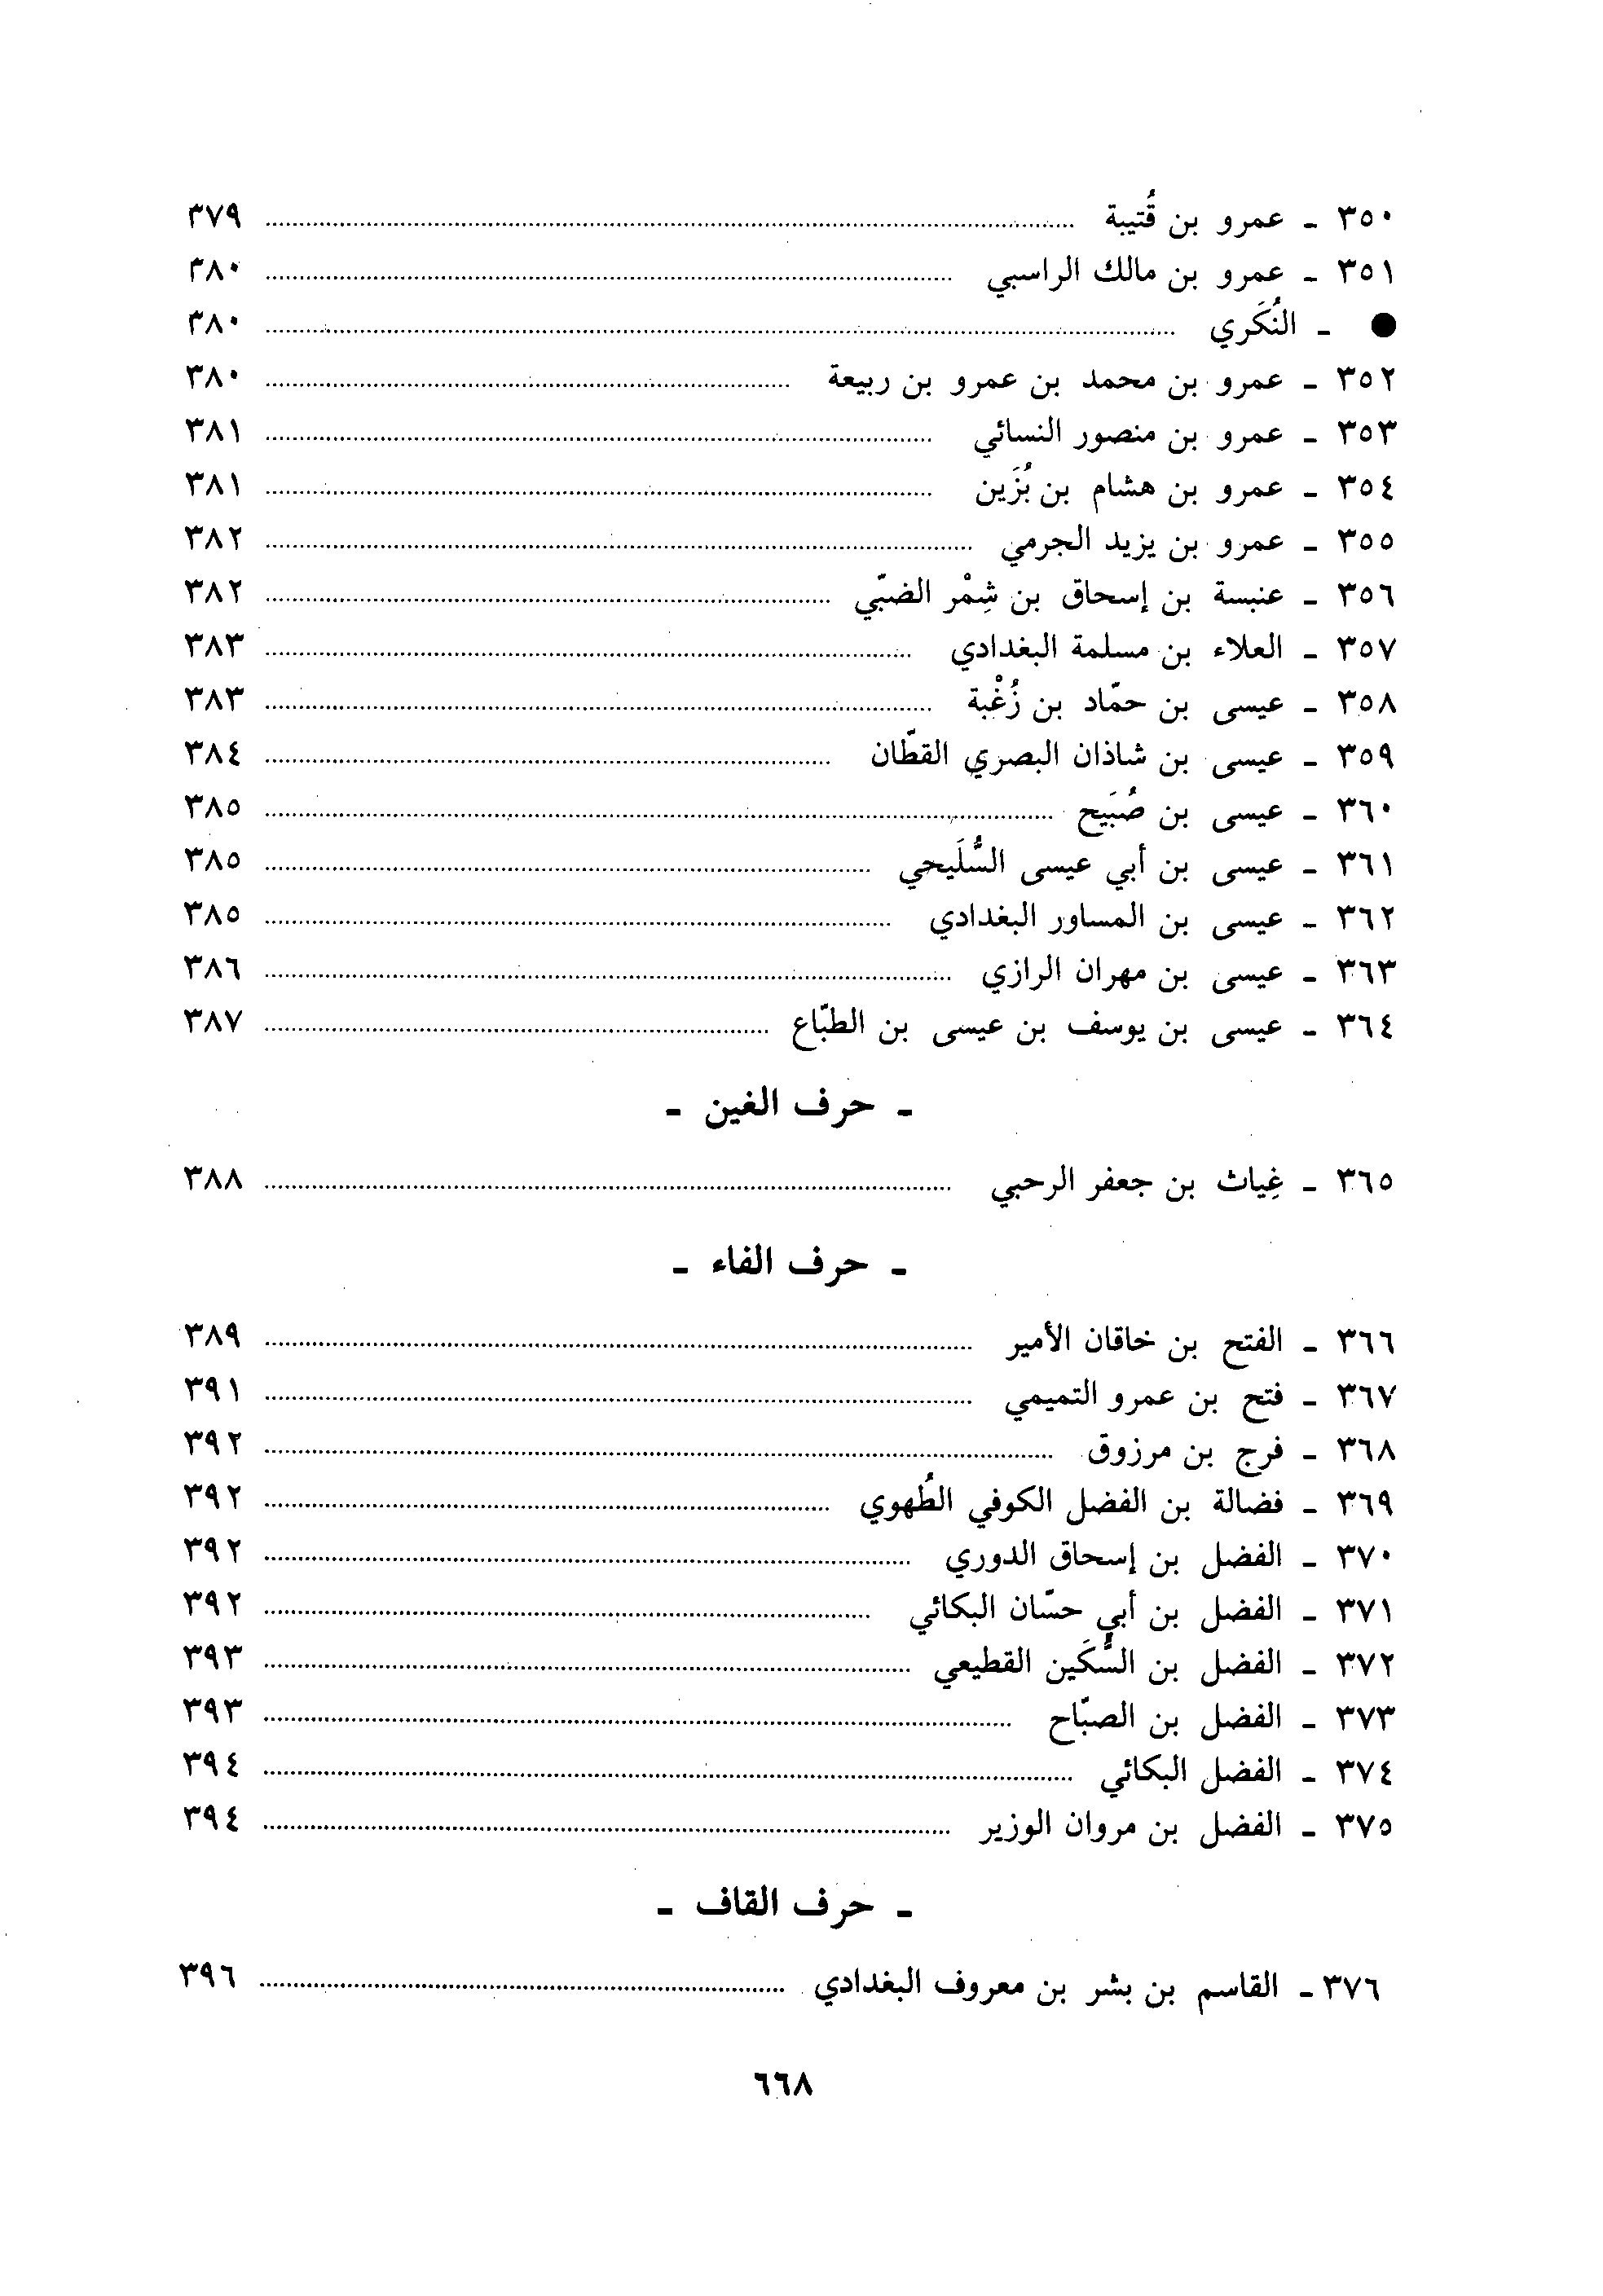 ٣٥٠ ـ عمرو بن قُتيبة ........ ٣٧٩
٣٥١ ـ عمرو بن مالك الراسبي ........ ٣٨٠
● ـ النُكَري ........ ٣٨٠
٣٥٢ ـ عمرو بن محمد بن عمرو بن ربيعة ........ ٣٨٠
٣٥٣ ـ عمرو بن منصور النسائي ........ ٣٨١
٣٥٤ ـ عمرو بن هشام بن بُزَين ........ ٣٨١
٣٥٥ ـ عمرو بن يزيد الجرمي ........ ٣٨٢
٣٥٦ ـ عنبسة بن إسحاق بن شِمْر الضبّي ........ ٣٨٢
٣٥٧ ـ العلاء بن مسلمة البغدادي ........ ٣٨٣
٣٥٨ ـ عيسى بن حمّاد بن زُغْبة ........ ٣٨٣
٣٥٩ ـ عيسى بن شاذان البصري القطّان ........ ٣٨٤
٣٦٠ ـ عيسى بن صُبَيح ........ ٣٨٥
٣٦١ ـ عيسى بن أبي عيسى السُّلَيحي ........ ٣٨٥
٣٦٢ ـ عيسى بن المساور البغدادي ........ ٣٨٥
٣٦٣ ـ عيسى بن مهران الرازي ........ ٣٨٦
٣٦٤ ـ عيسى بن يوسف بن عيسى بن الطبّاع ........ ٣٨٧
ـ حرف الغين ـ
٣٦٥ ـ غِياث بن جعفر الرحبي ........ ٣٨٨
ـ حرف الفاء ـ
٣٦٦ ـ الفتح بن خاقان الأمير ........ ٣٨٩
٣٦٧ ـ فتح بن عمرو التميمي ........ ٣٩١
٣٦٨ ـ فرج بن مرزوق ........ ٣٩٢
٣٦٩ ـ فضالة بن الفضل الكوفي الطُهوي ........ ٣٩٢
٣٧٠ ـ الفضل بن إسحاق الدوري ........ ٣٩٢
٣٧١ ـ الفضل بن أبي حسّان البكائي ........ ٣٩٢
٣٧٢ ـ الفضل بن السُّكَين القطيعي ........ ٣٩٣
٣٧٣ ـ الفضل بن الصبّاح ........ ٣٩٣
٣٧٤ ـ الفضل البكائي ........ ٣٩٤
٣٧٥ ـ الفضل بن مروان الوزير ........ ٣٩٤
ـ حرف القاف ـ
٣٧٦ ـ القاسم بن بشر بن معروف البغدادي ........ ٣٩٦
٦٦٨